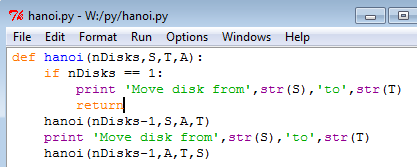 hanoi.py - W:/py/hanoi.py
File Edit Format Run Options Windows Help
def hanoi(nDisks,S,T,A):
    if nDisks == 1:
        print 'Move disk from',str(S),'to',str(T)
        return
    hanoi(nDisks-1,S,A,T)
    print 'Move disk from',str(S),'to',str(T)
    hanoi(nDisks-1,A,T,S)